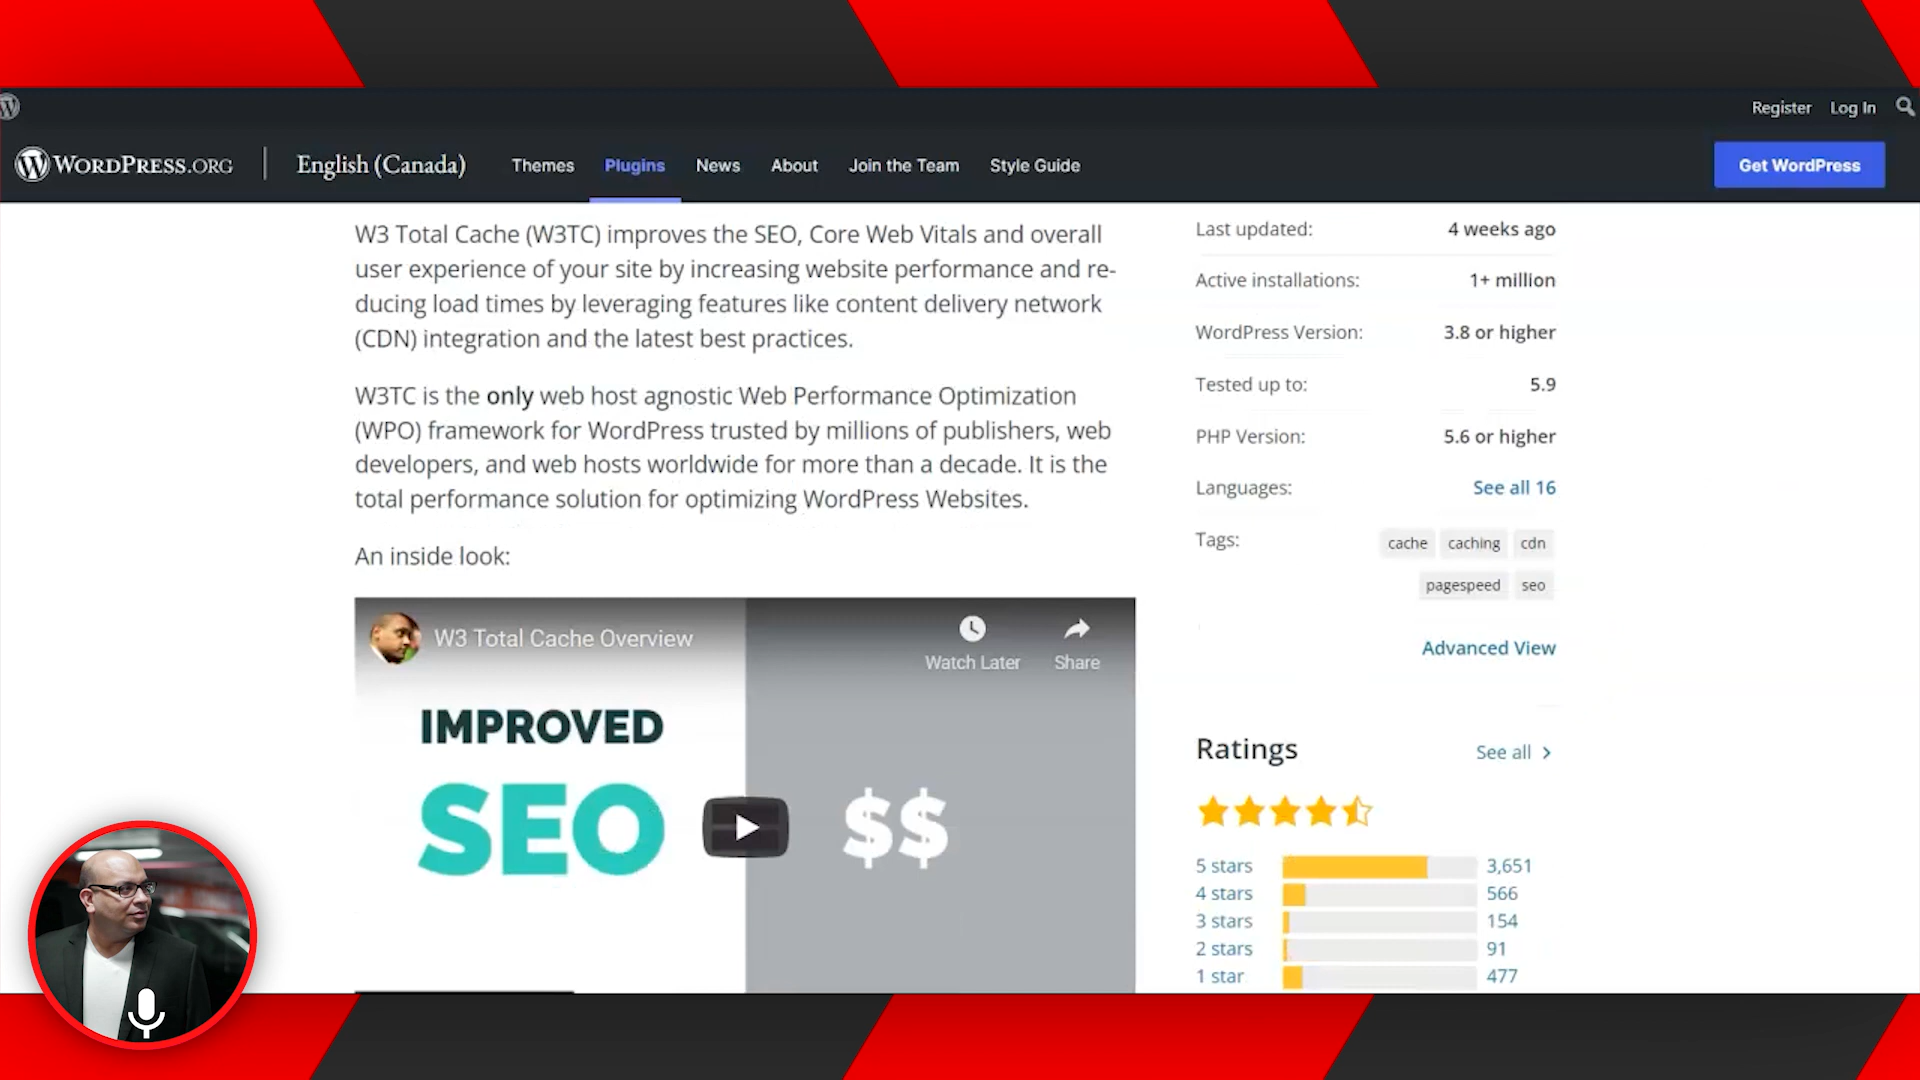 Register Log In
WORDPRESS.ORG English (Canada) Themes Plugins News About Join the Team Style Guide Get WordPress
W3 Total Cache (W3TC) improves the SEO, Core Web Vitals and overall
user experience of your site by increasing website performance and re-
ducing load times by leveraging features like content delivery network
(CDN) integration and the latest best practices.
W3TC is the only web host agnostic Web Performance Optimization
(WPO) framework for WordPress trusted by millions of publishers, web
developers, and web hosts worldwide for more than a decade. It is the
total performance solution for optimizing WordPress Websites.
An inside look:
W3 Total Cache Overview
Watch Later Share
IMPROVED
SEO $$
Last updated: 4 weeks ago
Active installations: 1+ million
WordPress Version: 3.8 or higher
Tested up to: 5.9
PHP Version: 5.6 or higher
Languages: See all 16
Tags: cache caching cdn
pagespeed seo
Advanced View
Ratings See all
5 stars 3,651
4 stars 566
3 stars 154
2 stars 91
1 star 477